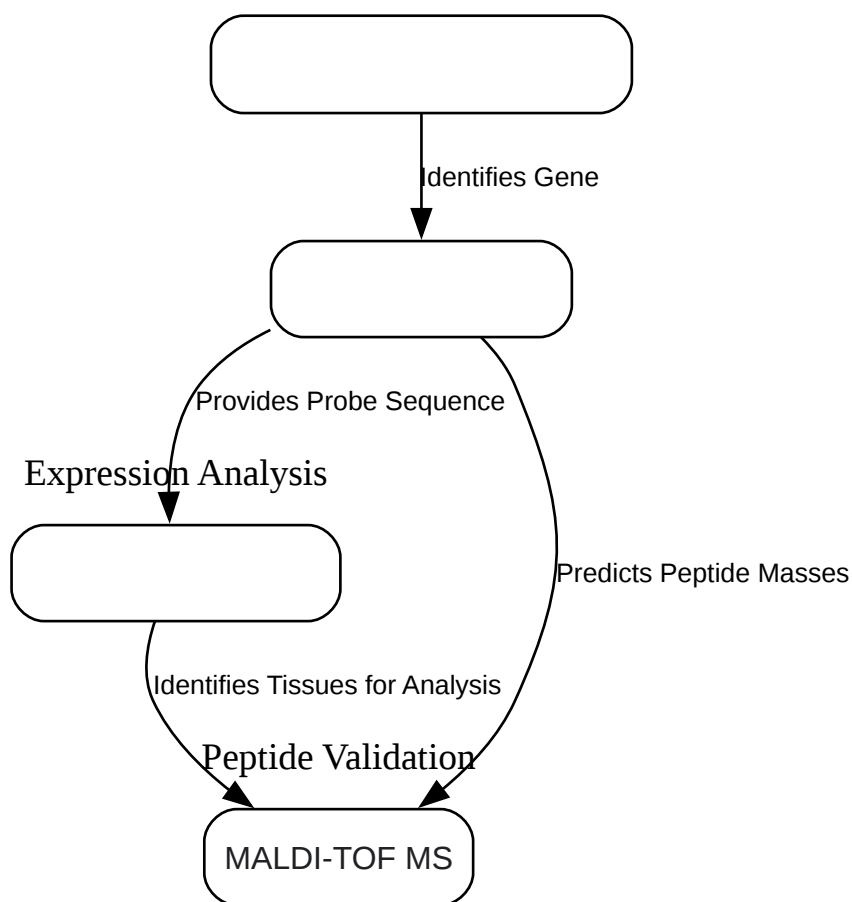 Identifies Gene
Provides Probe Sequence
Expression Analysis
Predicts Peptide Masses
Identifies Tissues for Analysis
Peptide Validation
MALDI-TOF MS